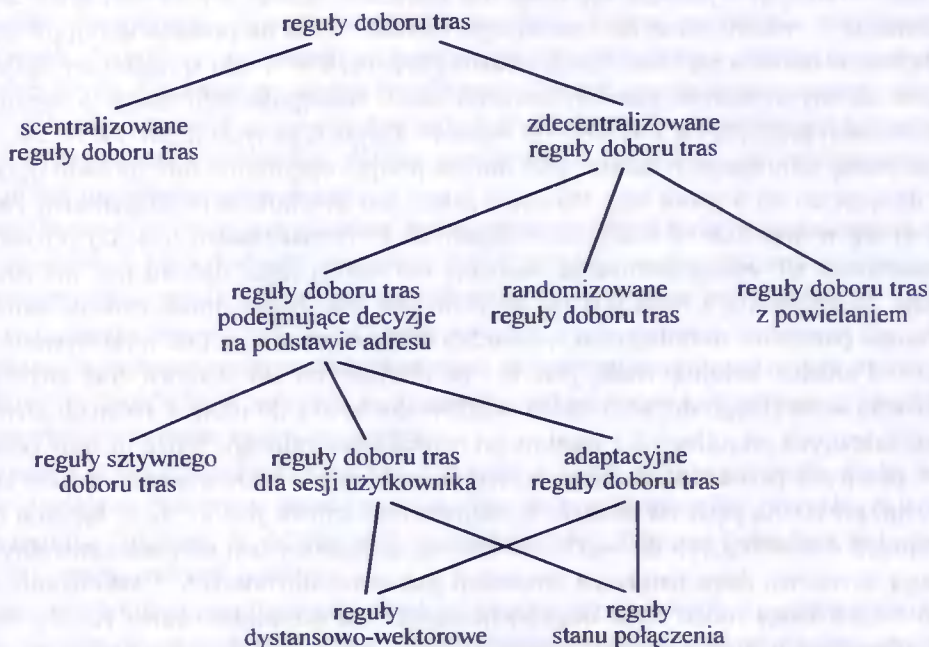 reguły doboru tras
scentralizowane
reguły doboru tras
zdecentralizowane
reguły doboru tras
reguły doboru tras
podejmujące decyzje
na podstawie adresu
randomizowane
reguły doboru tras
reguły doboru tras
z powielaniem
reguły sztywnego
doboru tras
reguły doboru tras
dla sesji użytkownika
adaptacyjne
reguły doboru tras
reguły
dystansowo-wektorowe
reguły
stanu połączenia